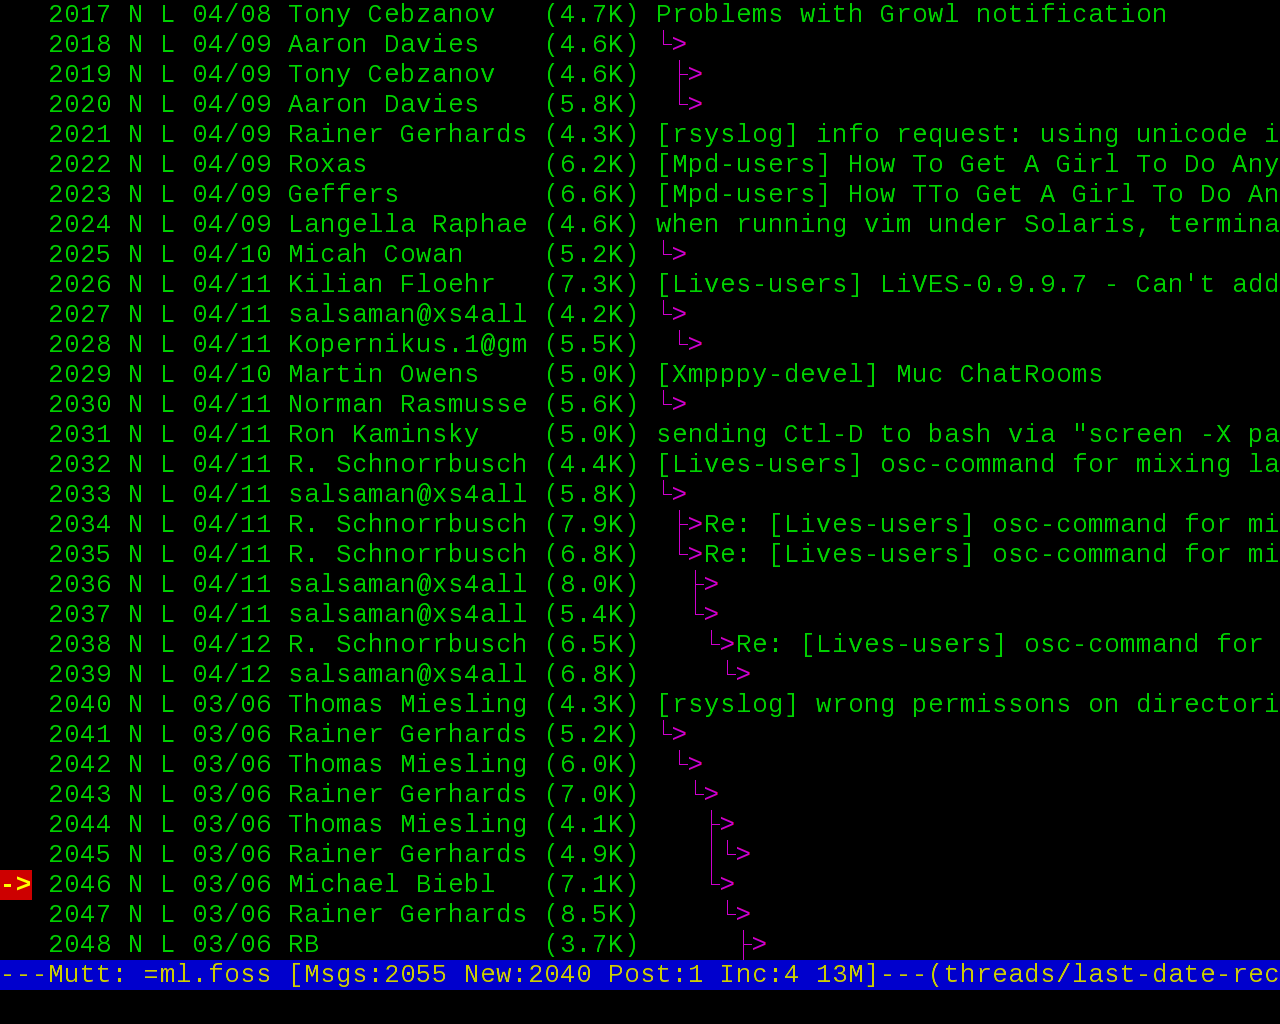 2017 N L 04/08 Tony Cebzanov (4.7K) Problems with Growl notification
2018 N L 04/09 Aaron Davies (4.6K) └>
2019 N L 04/09 Tony Cebzanov (4.6K) ├>
2020 N L 04/09 Aaron Davies (5.8K) └>
2021 N L 04/09 Rainer Gerhards (4.3K) [rsyslog] info request: using unicode i
2022 N L 04/09 Roxas (6.2K) [Mpd-users] How To Get A Girl To Do Any
2023 N L 04/09 Geffers (6.6K) [Mpd-users] How TTo Get A Girl To Do An
2024 N L 04/09 Langella Raphae (4.6K) when running vim under Solaris, termina
2025 N L 04/10 Micah Cowan (5.2K) └>
2026 N L 04/11 Kilian Floehr (7.3K) [Lives-users] LiVES-0.9.9.7 - Can't add
2027 N L 04/11 salsaman@xs4all (4.2K) └>
2028 N L 04/11 Kopernikus.1@gm (5.5K) └>
2029 N L 04/10 Martin Owens (5.0K) [Xmpppy-devel] Muc ChatRooms
2030 N L 04/11 Norman Rasmusse (5.6K) └>
2031 N L 04/11 Ron Kaminsky (5.0K) sending Ctl-D to bash via "screen -X pa
2032 N L 04/11 R. Schnorrbusch (4.4K) [Lives-users] osc-command for mixing la
2033 N L 04/11 salsaman@xs4all (5.8K) └>
2034 N L 04/11 R. Schnorrbusch (7.9K) ├>Re: [Lives-users] osc-command for mi
2035 N L 04/11 R. Schnorrbusch (6.8K) └>Re: [Lives-users] osc-command for mi
2036 N L 04/11 salsaman@xs4all (8.0K) ├>
2037 N L 04/11 salsaman@xs4all (5.4K) └>
2038 N L 04/12 R. Schnorrbusch (6.5K) └>Re: [Lives-users] osc-command for
2039 N L 04/12 salsaman@xs4all (6.8K) └>
2040 N L 03/06 Thomas Miesling (4.3K) [rsyslog] wrong permissons on directori
2041 N L 03/06 Rainer Gerhards (5.2K) └>
2042 N L 03/06 Thomas Miesling (6.0K) └>
2043 N L 03/06 Rainer Gerhards (7.0K) └>
2044 N L 03/06 Thomas Miesling (4.1K) ├>
2045 N L 03/06 Rainer Gerhards (4.9K) │└>
-> 2046 N L 03/06 Michael Biebl (7.1K) └>
2047 N L 03/06 Rainer Gerhards (8.5K) └>
2048 N L 03/06 RB (3.7K) ├>
---Mutt: =ml.foss [Msgs:2055 New:2040 Post:1 Inc:4 13M]---(threads/last-date-rec